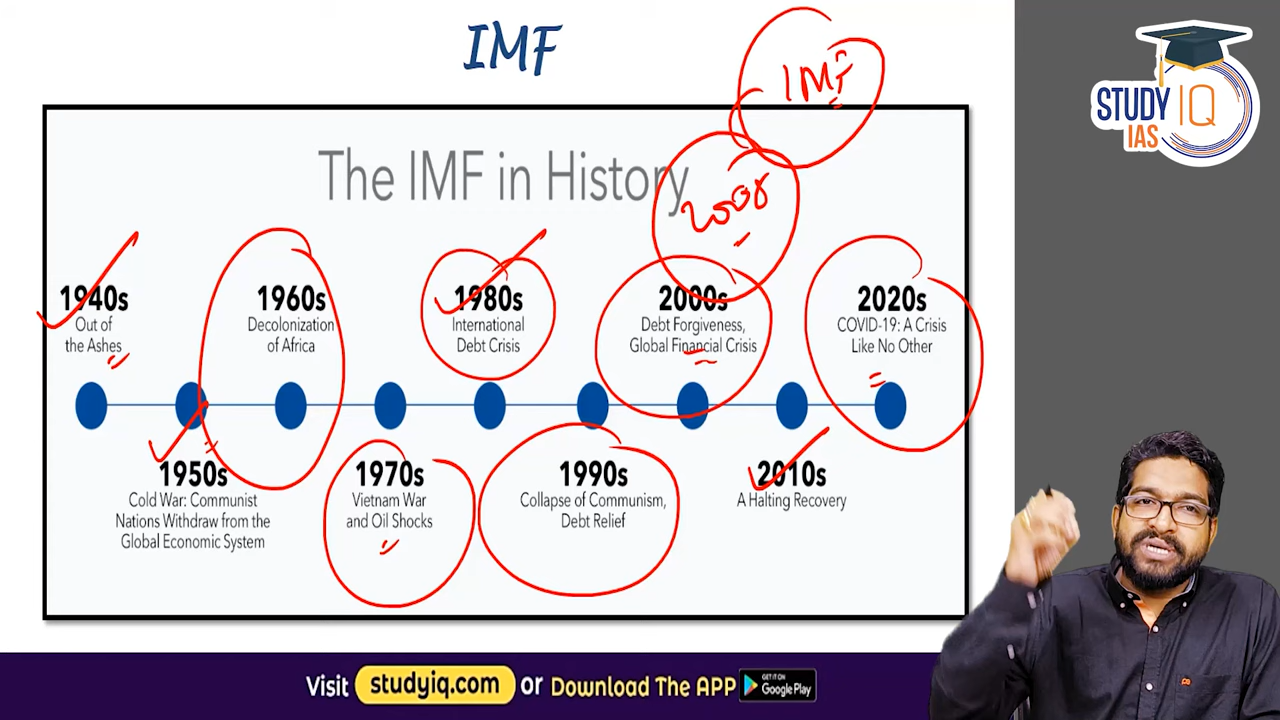 IMF
IMF
STUDY IQ
IAS
The IMF in History
2008
1940s
Out of
the Ashes
1960s
Decolonization
of Africa
1980s
International
Debt Crisis
2000s
Debt Forgiveness,
Global Financial Crisis
2020s
COVID-19: A Crisis
Like No Other
1950s
Cold War: Communist
Nations Withdraw from the
Global Economic System
1970s
Vietnam War
and Oil Shocks
1990s
Collapse of Communism,
Debt Relief
2010s
A Halting Recovery
Visit studyiq.com or Download The APP GET IT ON Google Play